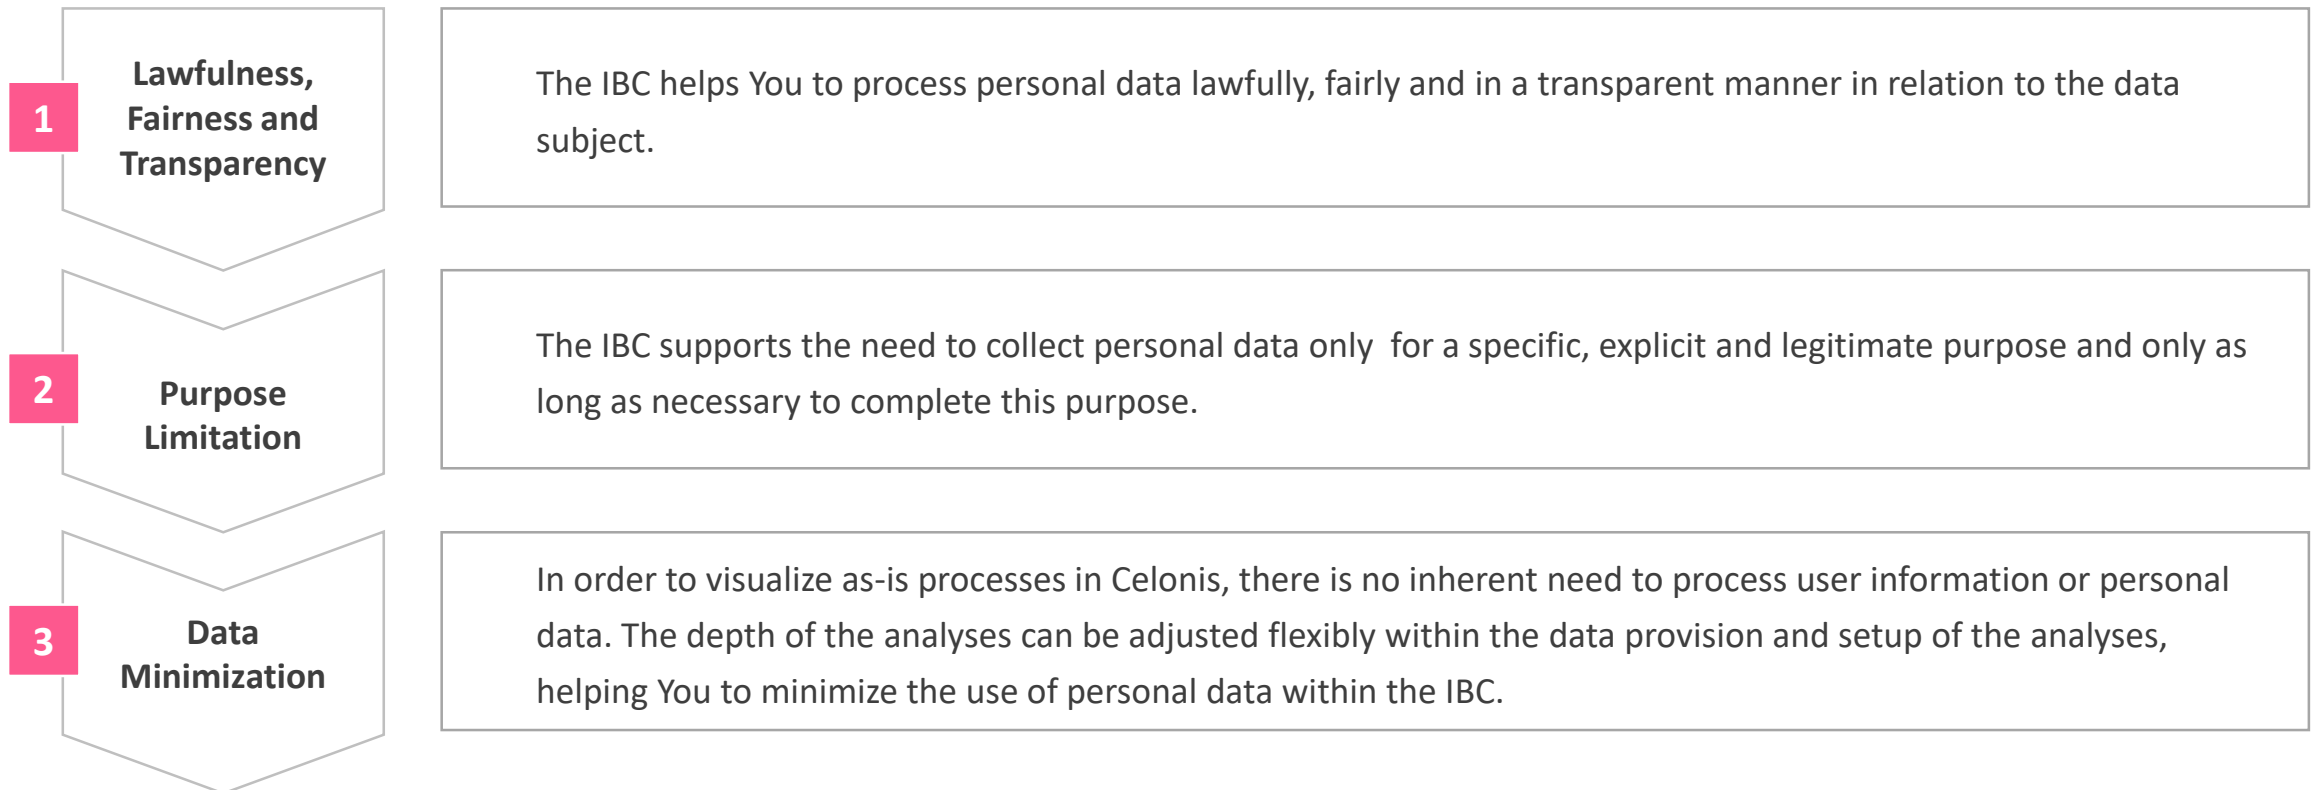 1
Lawfulness,
Fairness and
Transparency
The IBC helps You to process personal data lawfully, fairly and in a transparent manner in relation to the data
subject.
2
Purpose
Limitation
The IBC supports the need to collect personal data only  for a specific, explicit and legitimate purpose and only as
long as necessary to complete this purpose.
3
Data
Minimization
In order to visualize as-is processes in Celonis, there is no inherent need to process user information or personal
data. The depth of the analyses can be adjusted flexibly within the data provision and setup of the analyses,
helping You to minimize the use of personal data within the IBC.